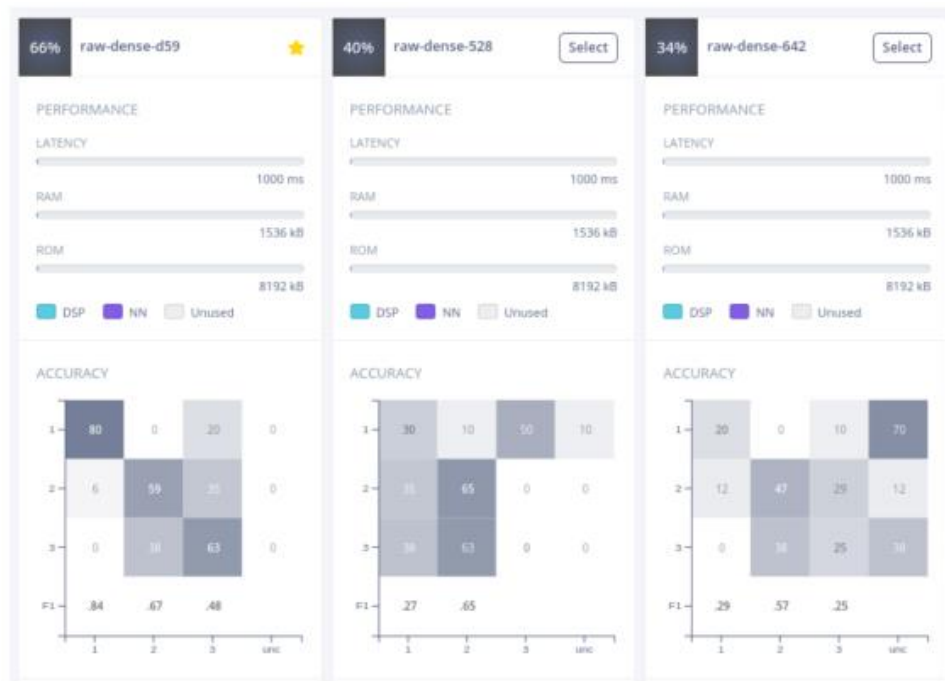 66% raw-dense-d59
PERFORMANCE
LATENCY
1000 ms
RAM
1536 kB
ROM
8192 kB
DSP NN Unused
ACCURACY
1 80 0 20 0
2 6 59 35 0
3 0 38 63 0
F1 .84 .67 .48
1 2 3 unc
40% raw-dense-528 Select
PERFORMANCE
LATENCY
1000 ms
RAM
1536 kB
ROM
8192 kB
DSP NN Unused
ACCURACY
1 30 10 50 10
2 35 65 0 0
3 38 63 0 0
F1 .27 .65
1 2 3 unc
34% raw-dense-642 Select
PERFORMANCE
LATENCY
1000 ms
RAM
1536 kB
ROM
8192 kB
DSP NN Unused
ACCURACY
1 20 0 10 70
2 12 47 29 12
3 0 38 25 38
F1 .29 .57 .25
1 2 3 unc